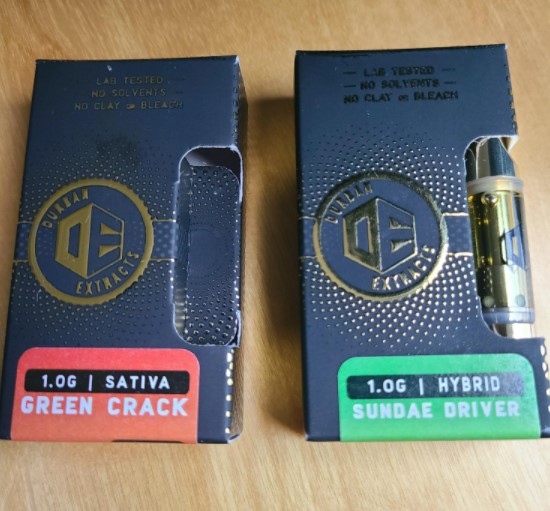 LAB TESTED
NO SOLVENTS
NO CLAY OR BLEACH
DURBAN
DE
EXTRACTS
1.0G | SATIVA
GREEN CRACK
LAB TESTED
NO SOLVENTS
NO CLAY OR BLEACH
DURBAN
DE
EXTRACTS
1.0G | HYBRID
SUNDAE DRIVER